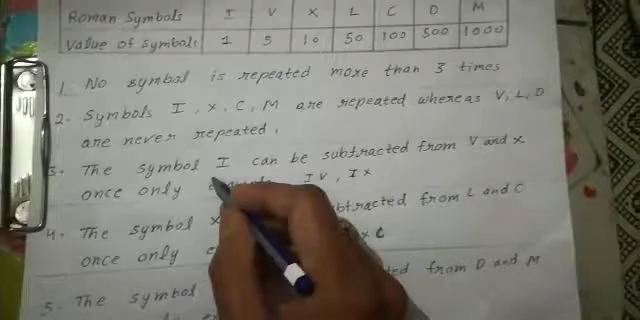 Roman Symbols I V X L C D M
Value of Symbols 1 5 10 50 100 500 1000
1. No symbol is repeated more than 3 times
2. Symbols I, X, C, M are repeated whereas V, L, D
are never repeated.
3. The symbol I can be subtracted from V and X
once only IV, IX
4. The symbol X subtracted from L and C
once only XC
5. The symbol from D and M